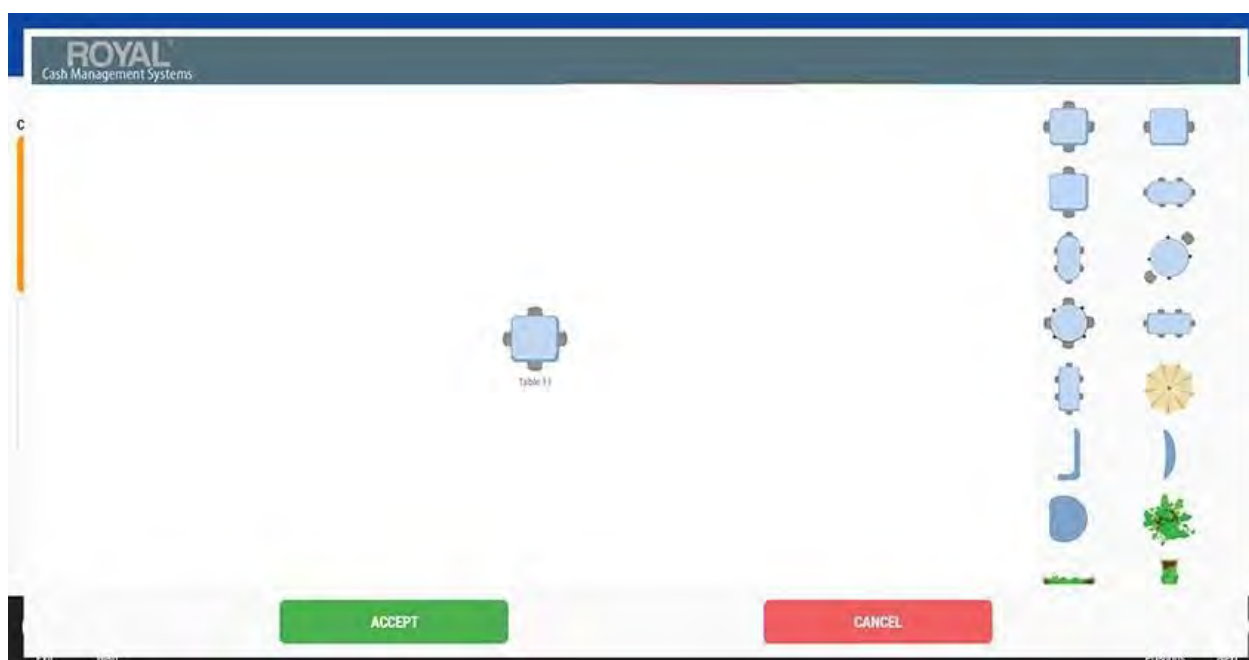 ROYAL
Cash Management Systems
C
Table 11
ACCEPT
CANCEL